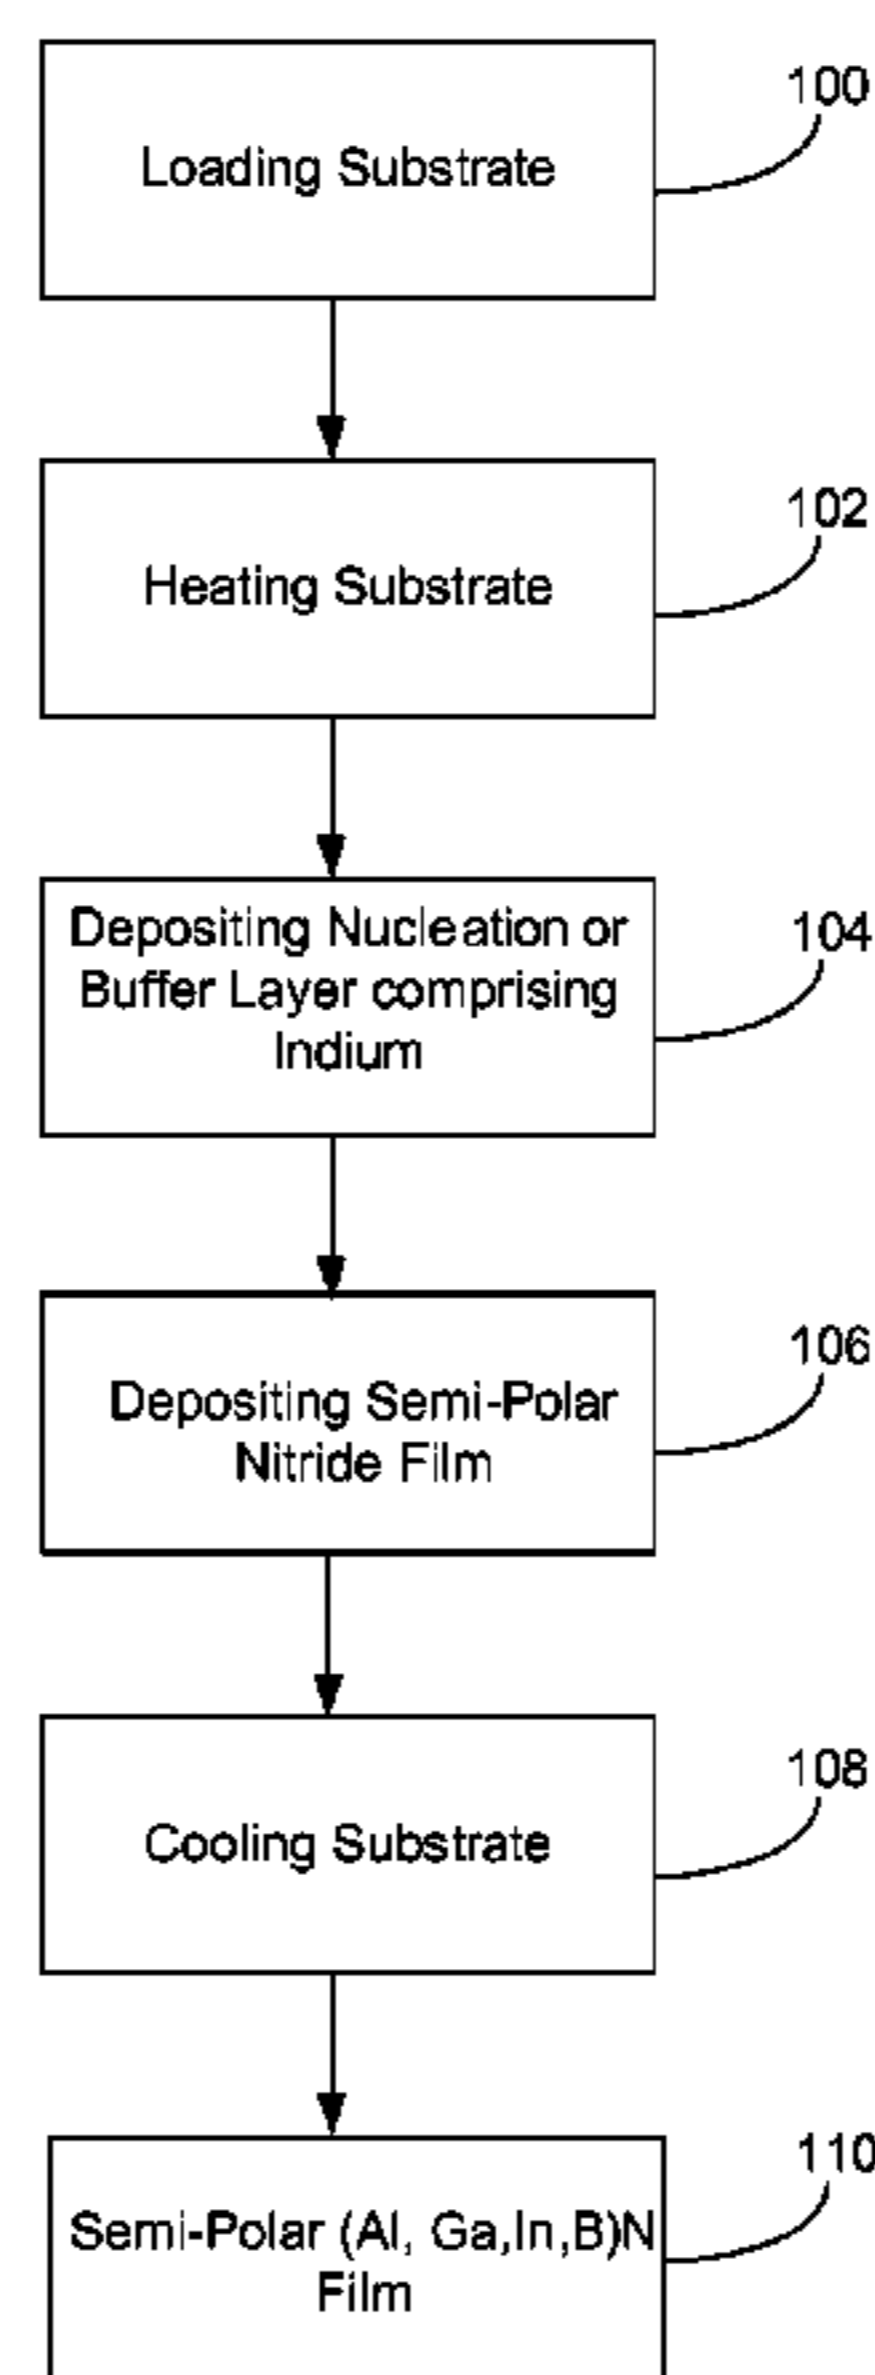 100
Loading Substrate
102
Heating Substrate
104
Depositing Nucleation or
Buffer Layer comprising
Indium
106
Depositing Semi-Polar
Nitride Film
108
Cooling Substrate
110
Semi-Polar (Al, Ga,In,B)N
Film